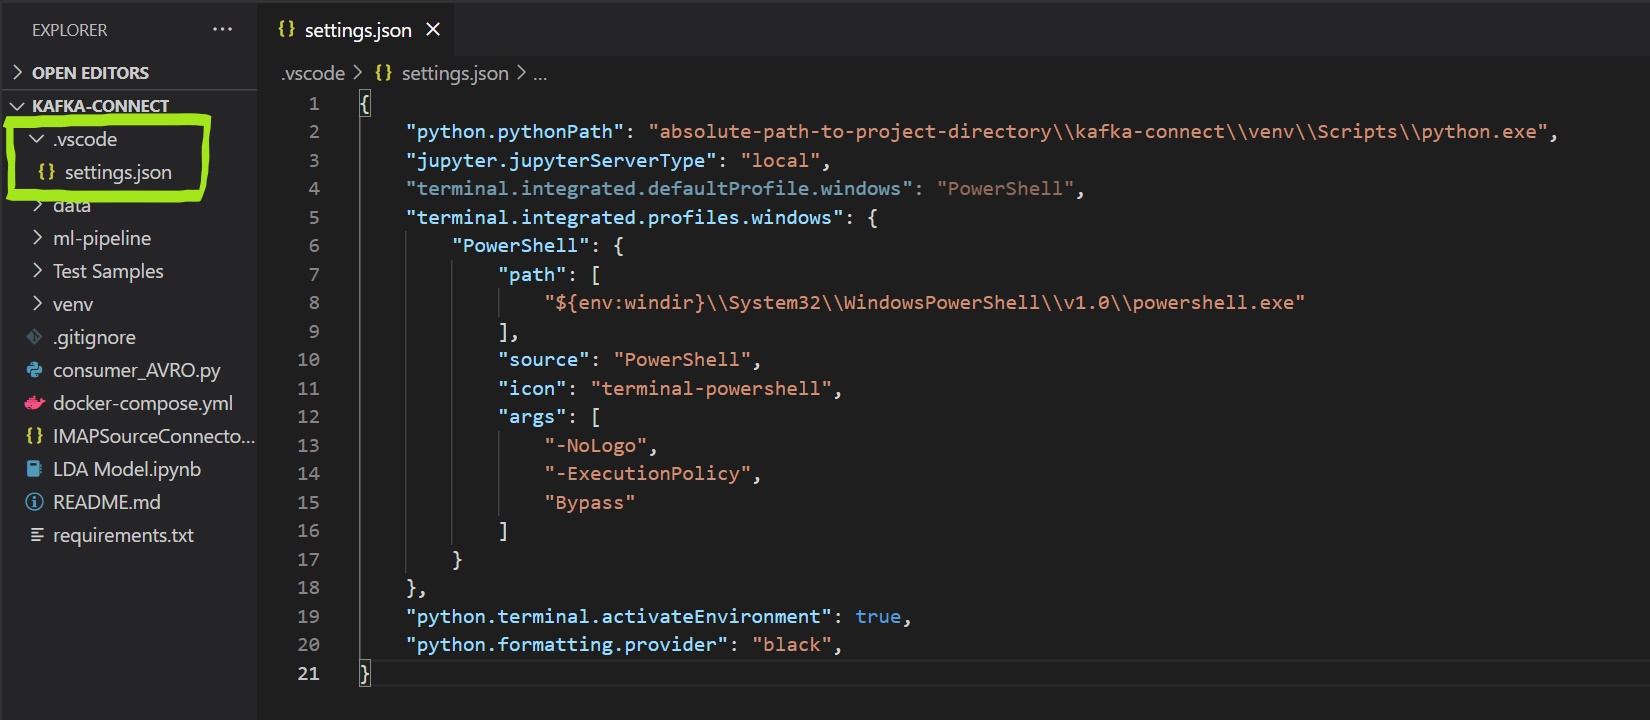 EXPLORER ...
OPEN EDITORS
KAFKA-CONNECT
.vscode
{} settings.json
data
ml-pipeline
Test Samples
venv
.gitignore
consumer_AVRO.py
docker-compose.yml
{} IMAPSourceConnecto...
LDA Model.ipynb
README.md
requirements.txt
{} settings.json ×
.vscode > {} settings.json > ...
1 {
2 "python.pythonPath": "absolute-path-to-project-directory\\kafka-connect\\venv\\Scripts\\python.exe",
3 "jupyter.jupyterServerType": "local",
4 "terminal.integrated.defaultProfile.windows": "PowerShell",
5 "terminal.integrated.profiles.windows": {
6 "PowerShell": {
7 "path": [
8 "${env:windir}\\System32\\WindowsPowerShell\\v1.0\\powershell.exe"
9 ],
10 "source": "PowerShell",
11 "icon": "terminal-powershell",
12 "args": [
13 "-NoLogo",
14 "-ExecutionPolicy",
15 "Bypass"
16 ]
17 }
18 },
19 "python.terminal.activateEnvironment": true,
20 "python.formatting.provider": "black",
21 }